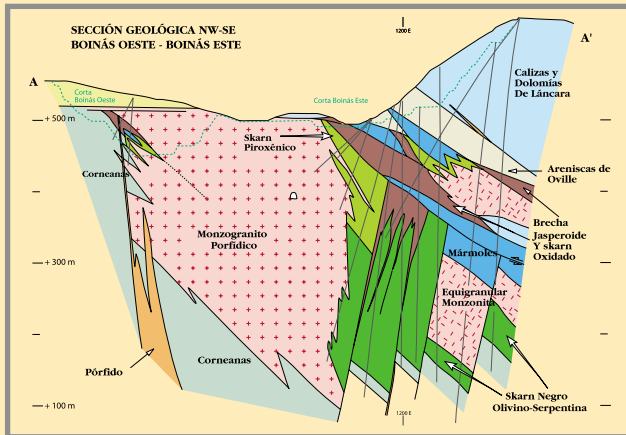 SECCIÓN GEOLÓGICA NW-SE
BOINÁS OESTE - BOINÁS ESTE
1200 E
A'
A
Calizas y
Dolomías
De Láncara
Corta
Boinás Oeste
Corta Boinás Este
+500 m
Skarn
Piroxénico
Corneanas
Areniscas de
Oville
Brecha
Jasperoide
Y skarn
Oxidado
Monzogranito
Porfídico
Mármoles
+300 m
Equigranular
Monzonita
Corneanas
Pórfido
Skarn Negro
Olivino-Serpentina
+100 m
1200 E